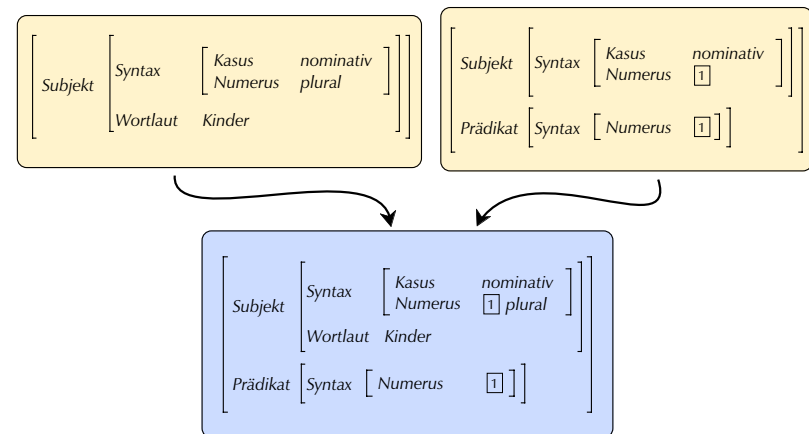 Subjekt Syntax Kasus nominativ
Numerus plural
Wortlaut Kinder
Subjekt Syntax Kasus nominativ
Numerus 1
Prädikat Syntax Numerus 1
Subjekt Syntax Kasus nominativ
Numerus 1 plural
Wortlaut Kinder
Prädikat Syntax Numerus 1